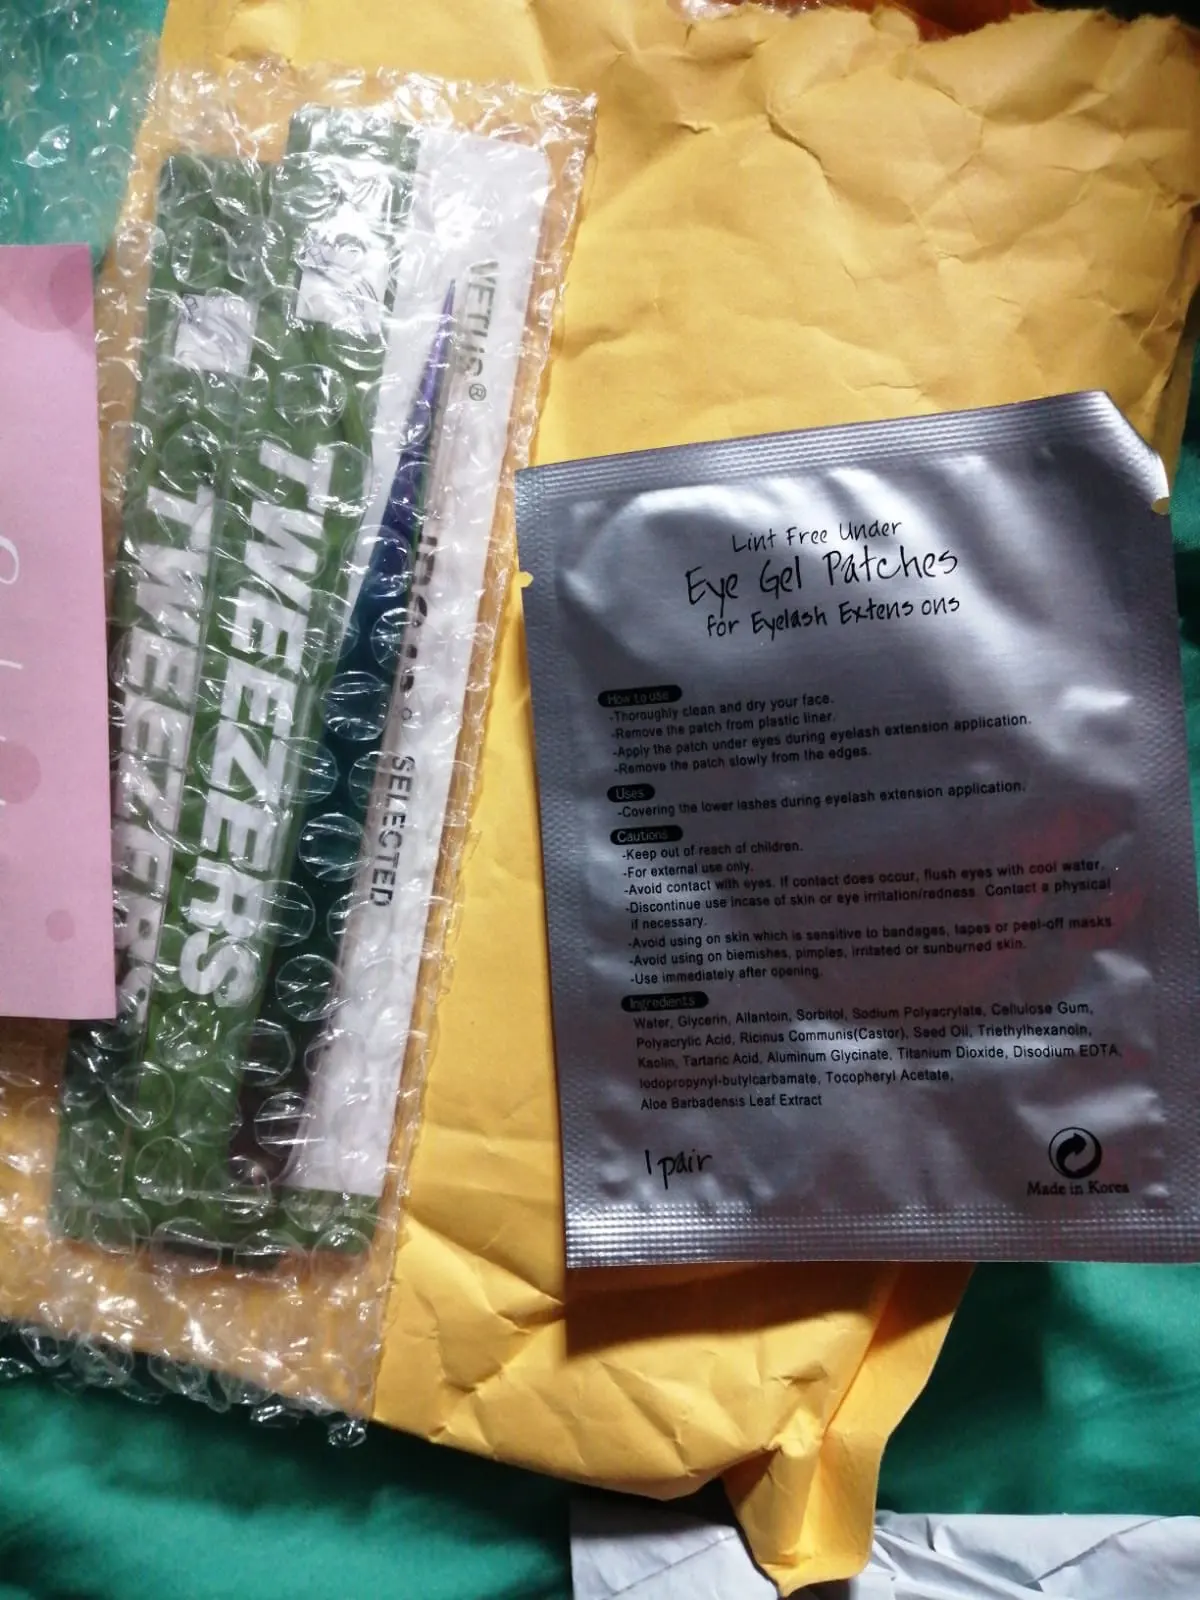 VETUS®
SELECTED
TWEEZERS
TWEEZERS
Lint Free Under
Eye Gel Patches
for Eyelash Extens ons
How to use
-Thoroughly clean and dry your face.
-Remove the patch from plastic liner.
-Apply the patch under eyes during eyelash extension application.
-Remove the patch slowly from the edges.
Uses
-Covering the lower lashes during eyelash extension application.
Cautions
-Keep out of reach of children.
-For external use only.
-Avoid contact with eyes. If contact does occur, flush eyes with cool water.
-Discontinue use incase of skin or eye irritation/redness. Contact a physical
if necessary.
-Avoid using on skin which is sensitive to bandages, tapes or peel-off masks
-Avoid using on blemishes, pimples, irritated or sunburned skin.
-Use immediately after opening.
Ingredients
Water, Glycerin, Allantoin, Sorbitol, Sodium Polyacrylate, Cellulose Gum,
Polyacrylic Acid, Ricinus Communis(Castor), Seed Oil, Triethylhexanoin,
Kaolin, Tartaric Acid, Aluminum Glycinate, Titanium Dioxide, Disodium EDTA,
Iodopropynyl-butylcarbamate, Tocopheryl Acetate,
Aloe Barbadensis Leaf Extract
1 pair
Made in Korea